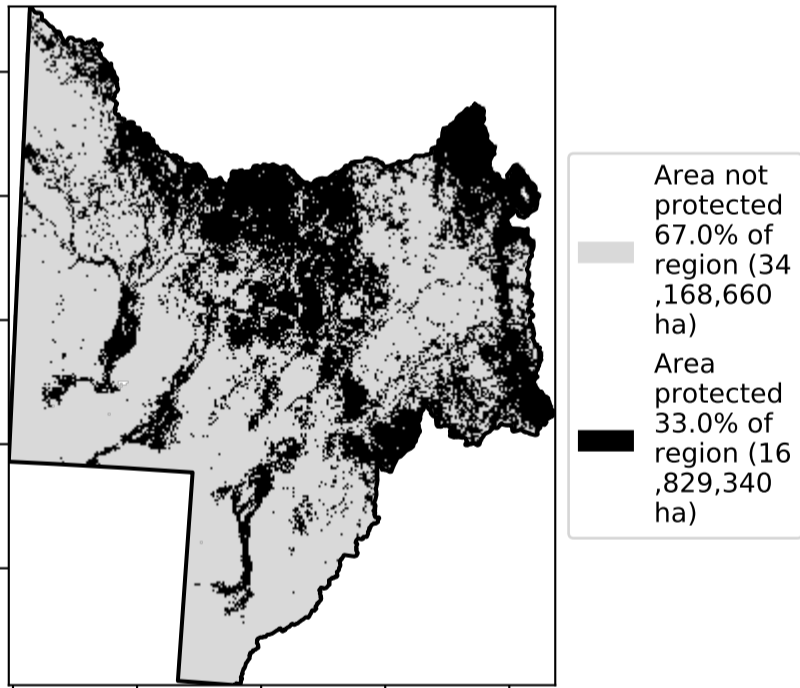 Area not
protected
67.0% of
region (34
,168,660
ha)
Area
protected
33.0% of
region (16
,829,340
ha)